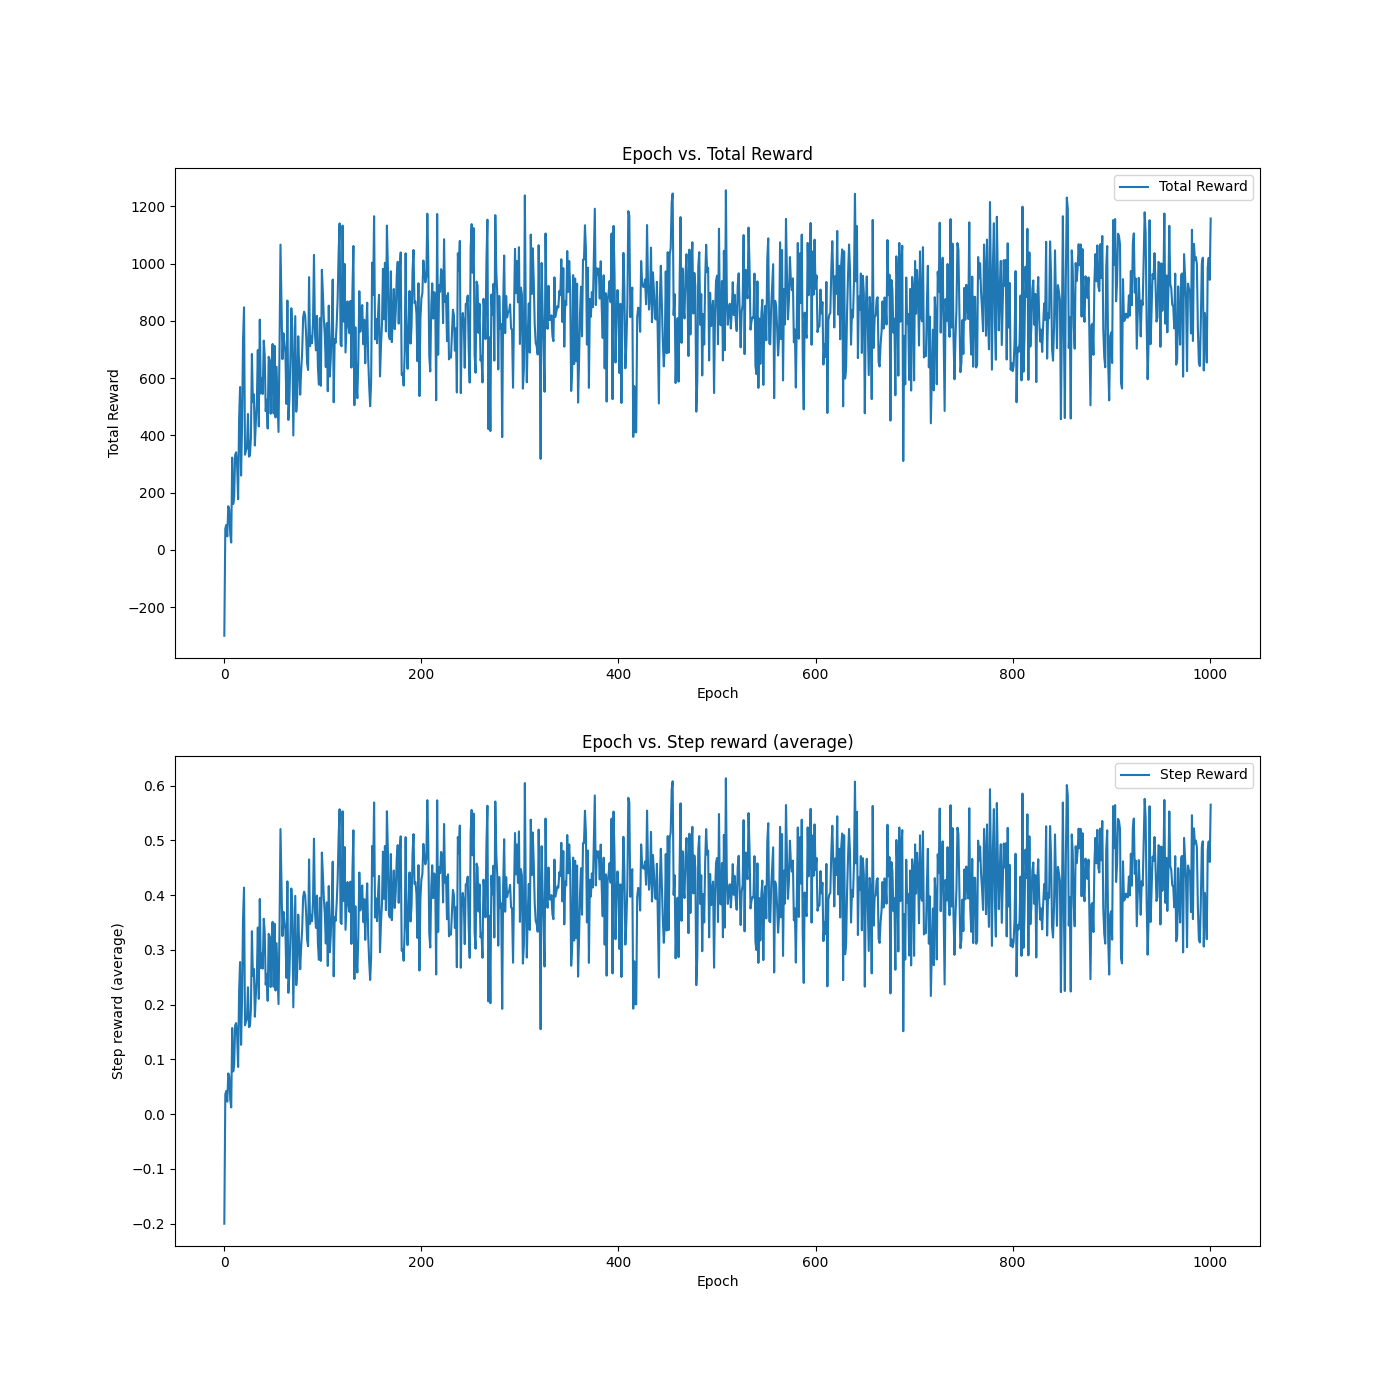 Epoch vs. Total Reward
Total Reward
1200
1000
800
600
400
200
0
−200
Total Reward
0 200 400 600 800 1000
Epoch
Epoch vs. Step reward (average)
Step Reward
0.6
0.5
0.4
0.3
0.2
0.1
0.0
−0.1
−0.2
Step reward (average)
0 200 400 600 800 1000
Epoch